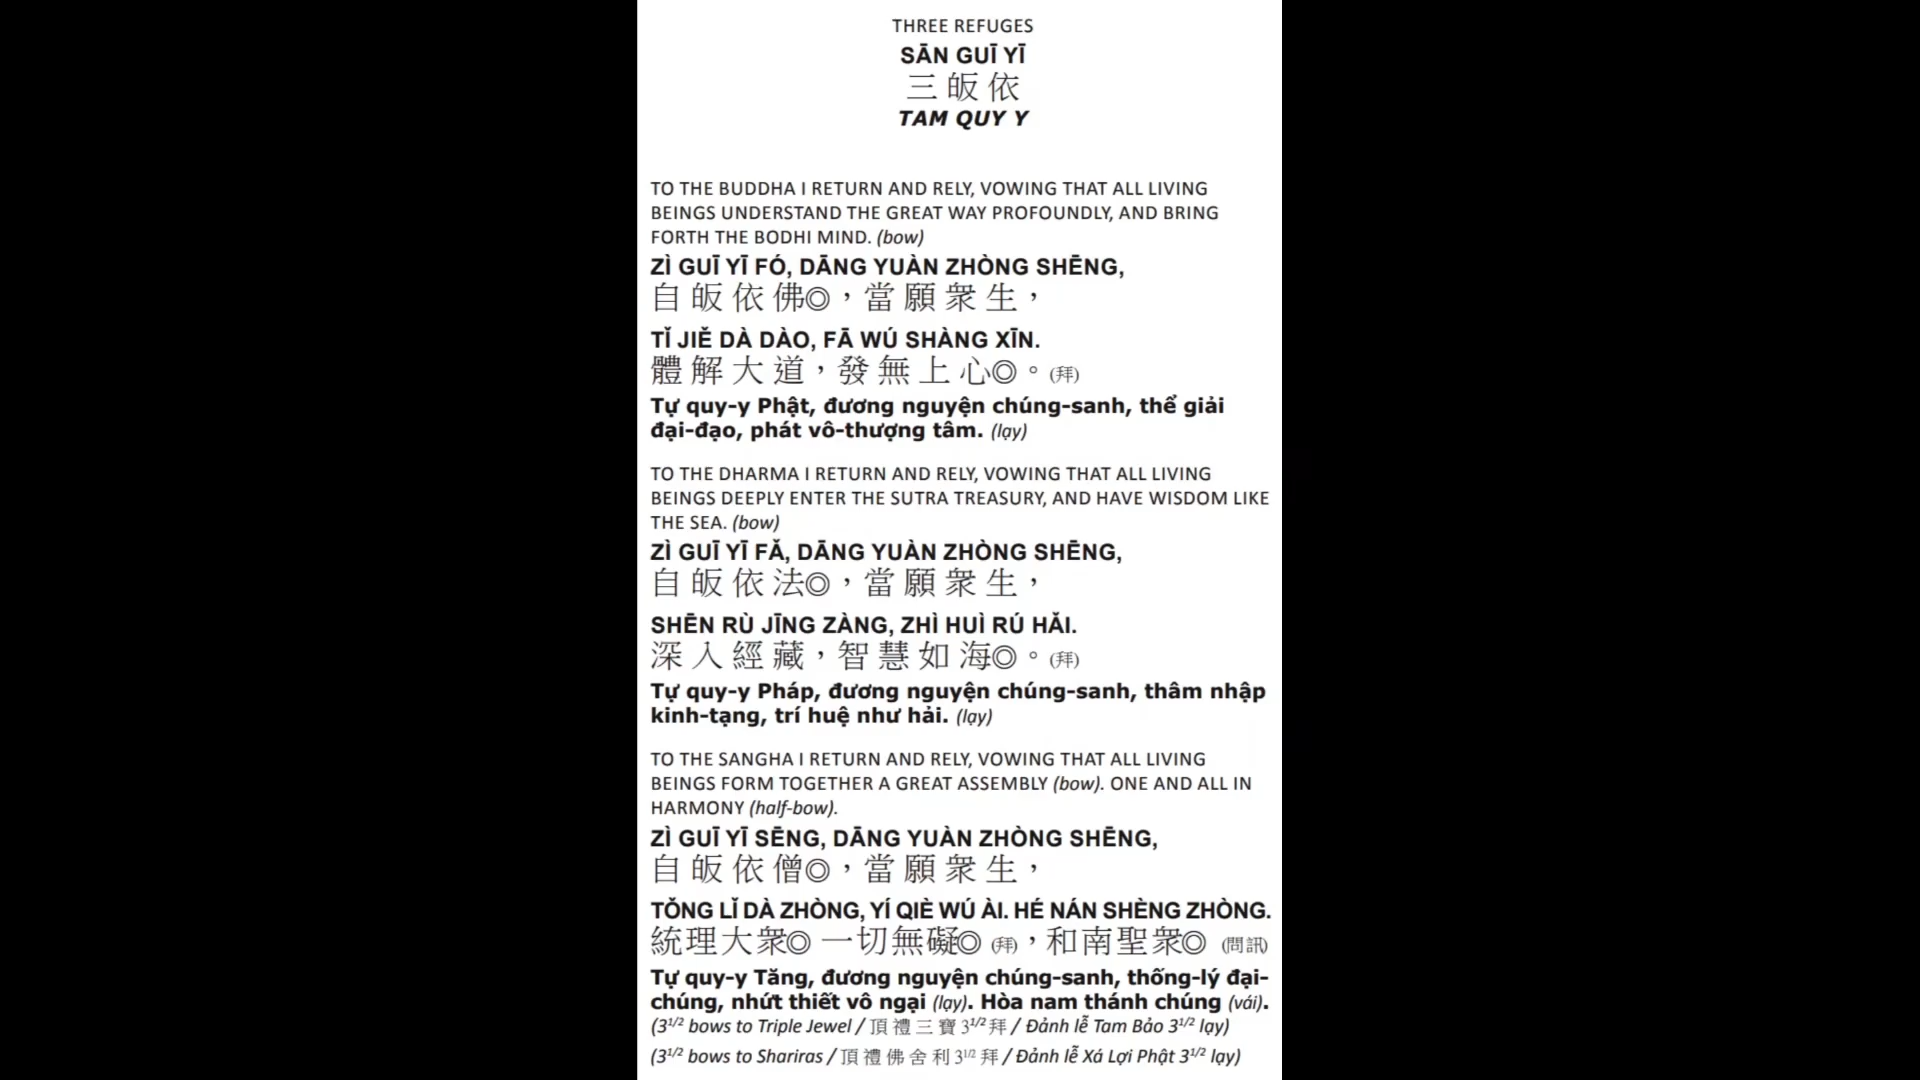 THREE REFUGES
SĀN GUĪ YĪ
三皈依
TAM QUY Y
TO THE BUDDHA I RETURN AND RELY, VOWING THAT ALL LIVING
BEINGS UNDERSTAND THE GREAT WAY PROFOUNDLY, AND BRING
FORTH THE BODHI MIND. (bow)
ZÌ GUĪ YĪ FÓ, DĀNG YUÀN ZHÒNG SHĒNG,
自皈依佛◎，當願衆生，
TǏ JIĚ DÀ DÀO, FĀ WÚ SHÀNG XĪN.
體解大道，發無上心◎。(拜)
Tự quy-y Phật, đương nguyện chúng-sanh, thể giải
đại-đạo, phát vô-thượng tâm. (lạy)
TO THE DHARMA I RETURN AND RELY, VOWING THAT ALL LIVING
BEINGS DEEPLY ENTER THE SUTRA TREASURY, AND HAVE WISDOM LIKE
THE SEA. (bow)
ZÌ GUĪ YĪ FǍ, DĀNG YUÀN ZHÒNG SHĒNG,
自皈依法◎，當願衆生，
SHĒN RÙ JĪNG ZÀNG, ZHÌ HUÌ RÚ HǍI.
深入經藏，智慧如海◎。(拜)
Tự quy-y Pháp, đương nguyện chúng-sanh, thâm nhập
kinh-tạng, trí huệ như hải. (lạy)
TO THE SANGHA I RETURN AND RELY, VOWING THAT ALL LIVING
BEINGS FORM TOGETHER A GREAT ASSEMBLY (bow). ONE AND ALL IN
HARMONY (half-bow).
ZÌ GUĪ YĪ SĒNG, DĀNG YUÀN ZHÒNG SHĒNG,
自皈依僧◎，當願衆生，
TǑNG LǏ DÀ ZHÒNG, YÍ QIÈ WÚ ÀI. HÉ NÁN SHÈNG ZHÒNG.
統理大衆◎ 一切無礙◎ (拜)，和南聖衆◎ (問訊)
Tự quy-y Tăng, đương nguyện chúng-sanh, thống-lý đại-
chúng, nhứt thiết vô ngại (lạy). Hòa nam thánh chúng (vái).
(3 1/2 bows to Triple Jewel / 頂禮三寶 3 1/2 拜 / Đảnh lễ Tam Bảo 3 1/2 lạy)
(3 1/2 bows to Shariras / 頂禮佛舍利 3 1/2 拜 / Đảnh lễ Xá Lợi Phật 3 1/2 lạy)